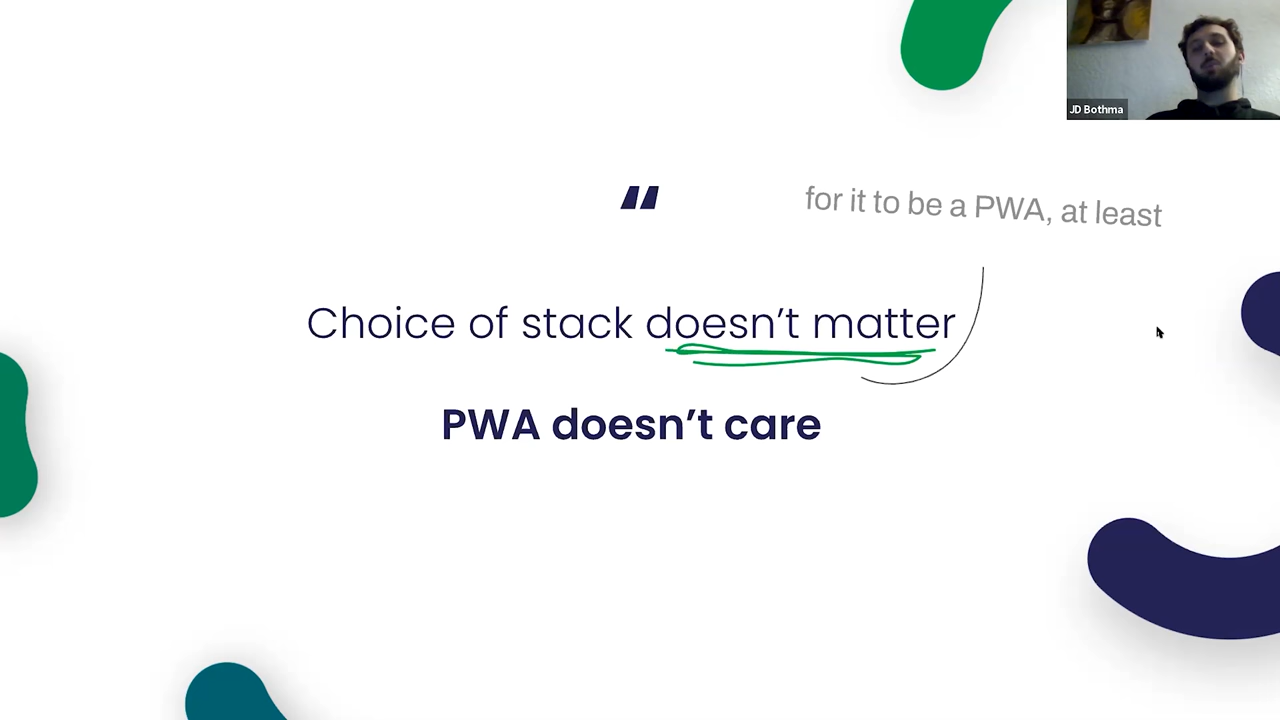 JD Bothma
“
for it to be a PWA, at least
Choice of stack doesn’t matter
PWA doesn’t care